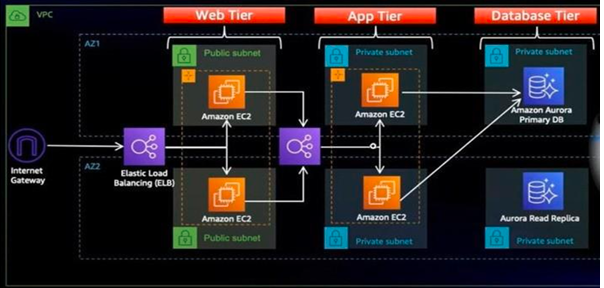 Web Tier
App Tier
Database Tier
VPC
AZ1
Public subnet
Private subnet
Private subnet
Amazon EC2
Amazon EC2
Amazon Aurora
Primary DB
Internet
Gateway
Elastic Load
Balancing (ELB)
AZ2
Amazon EC2
Amazon EC2
Aurora Read Replica
Public subnet
Private subnet
Private subnet